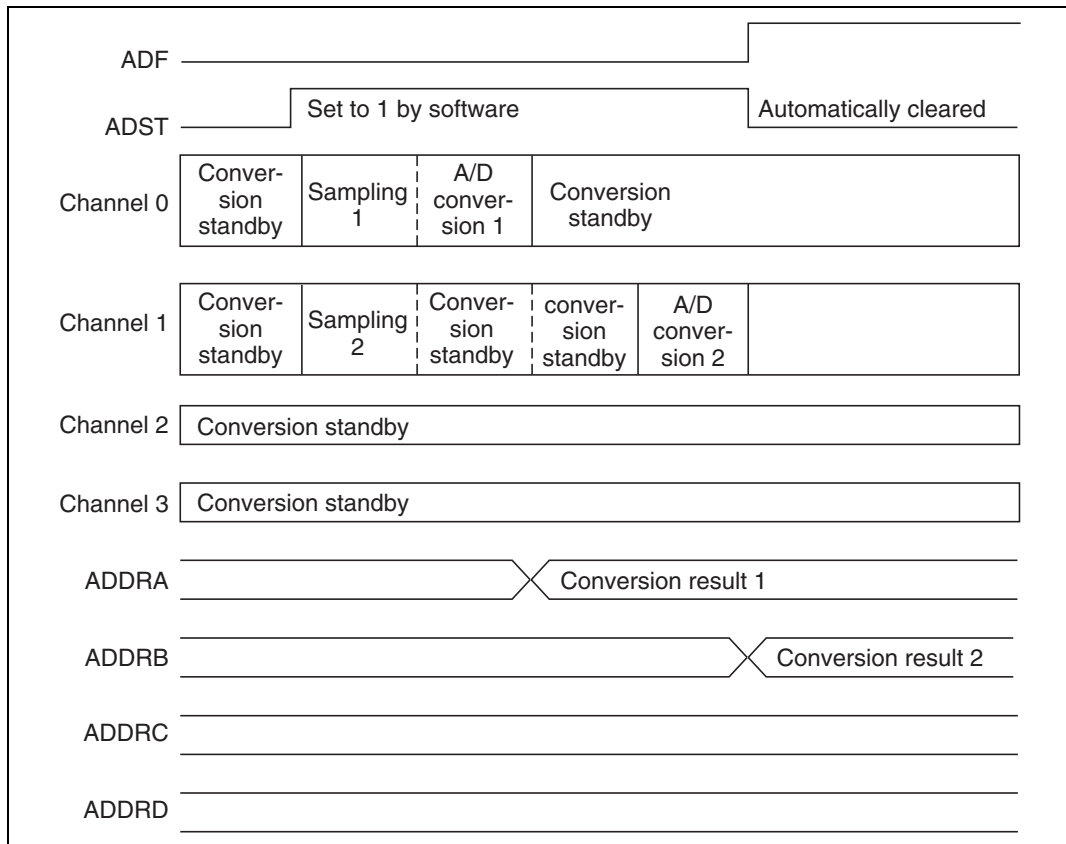 ADF
ADST
Set to 1 by software
Automatically cleared
Channel 0
Conver-
sion
standby
Sampling
1
A/D
conver-
sion 1
Conversion
standby
Channel 1
Conver-
sion
standby
Sampling
2
Conver-
sion
standby
conver-
sion
standby
A/D
conver-
sion 2
Channel 2
Conversion standby
Channel 3
Conversion standby
ADDRA
Conversion result 1
ADDRB
Conversion result 2
ADDRC
ADDRD